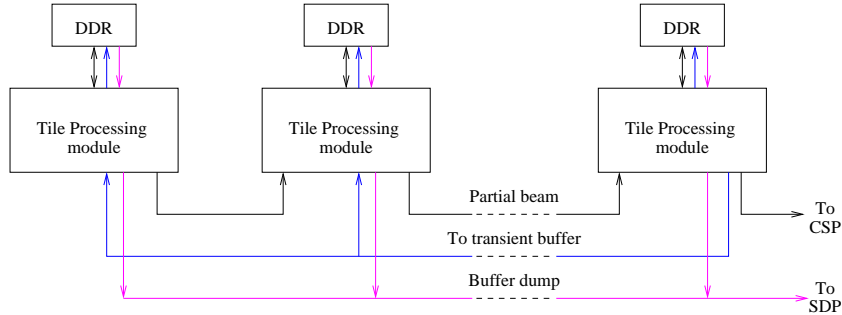 DDR
DDR
DDR
Tile Processing
module
Tile Processing
module
Tile Processing
module
Partial beam
To
CSP
To transient buffer
Buffer dump
To
SDP